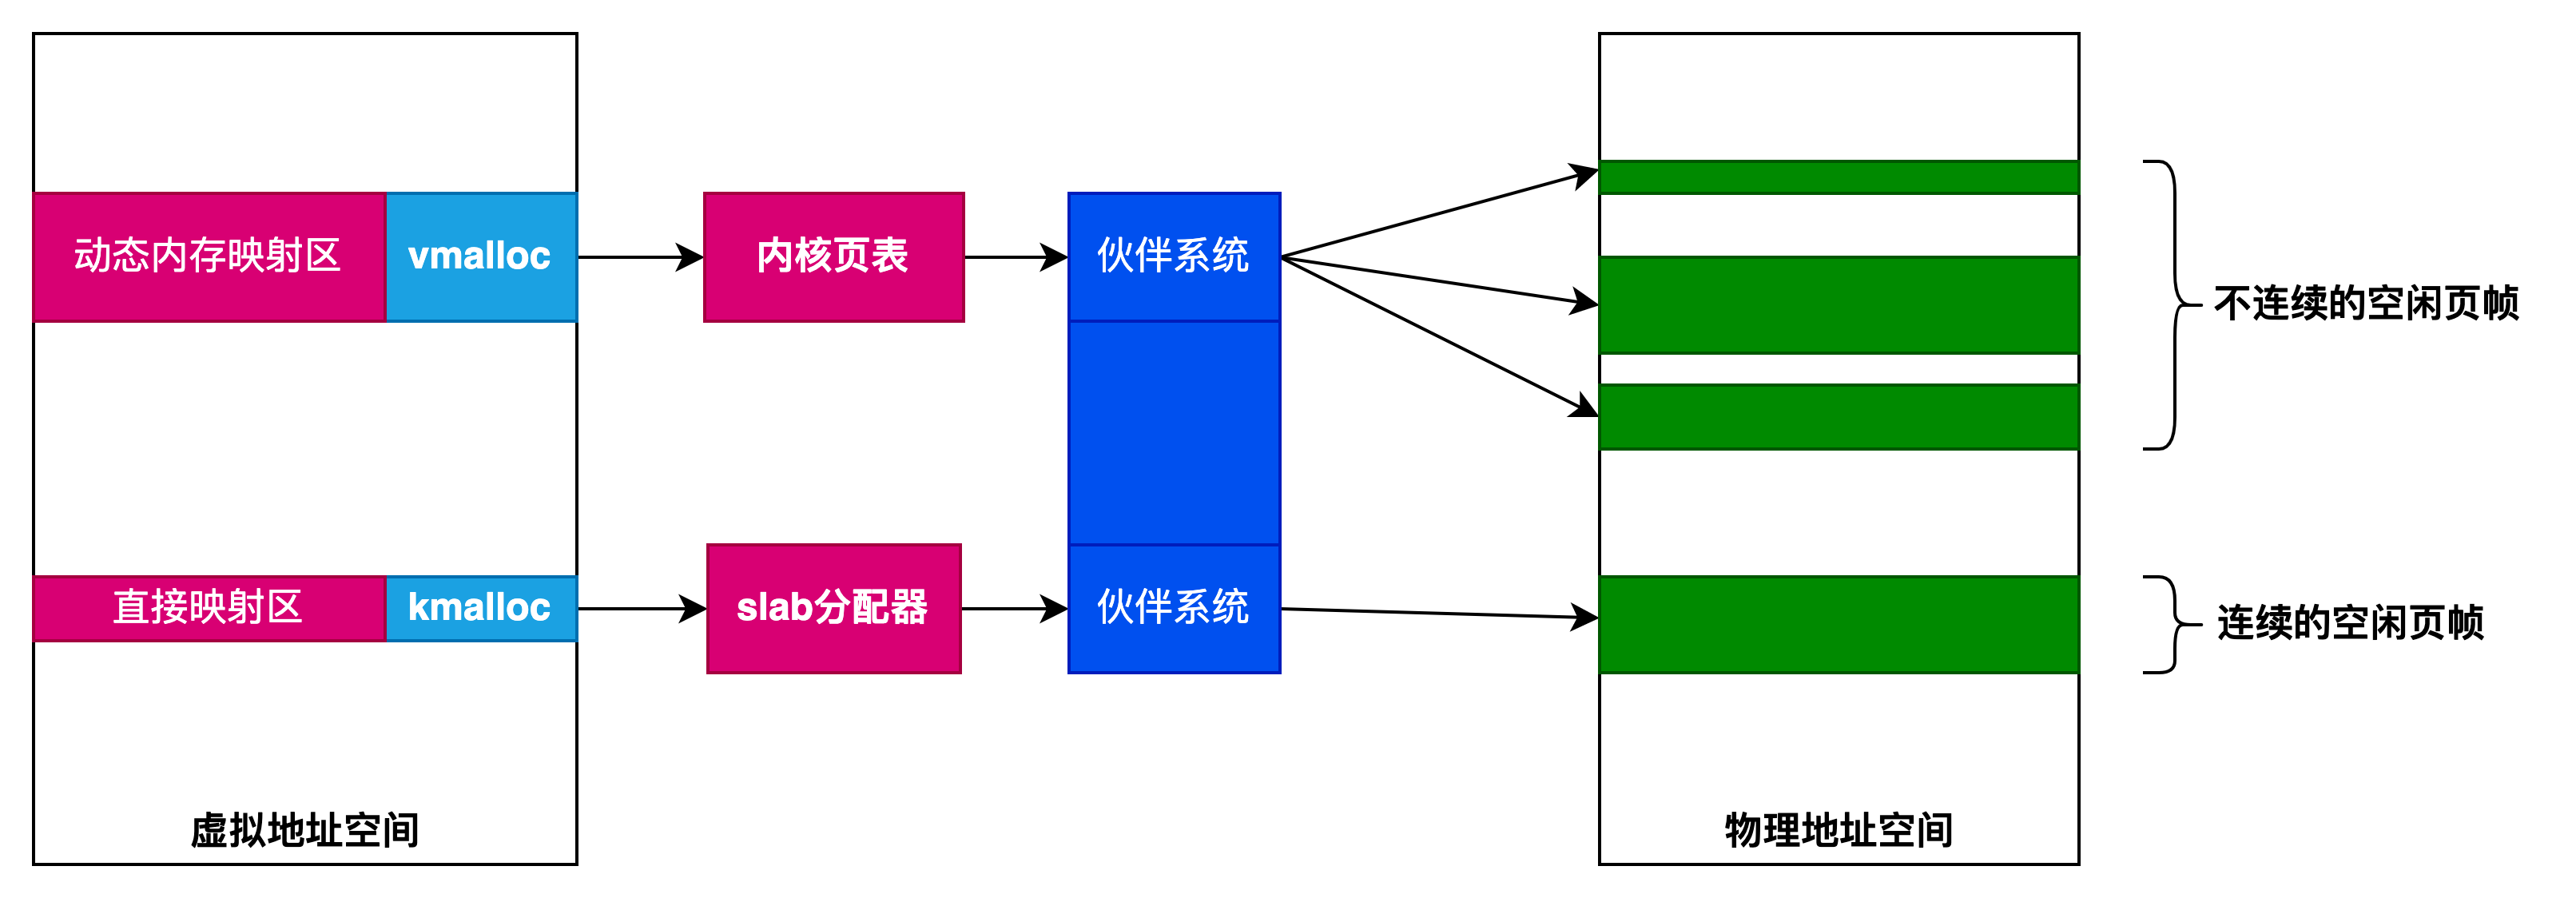 动态内存映射区
vmalloc
内核页表
伙伴系统
不连续的空闲页帧
直接映射区
kmalloc
slab分配器
伙伴系统
连续的空闲页帧
虚拟地址空间
物理地址空间